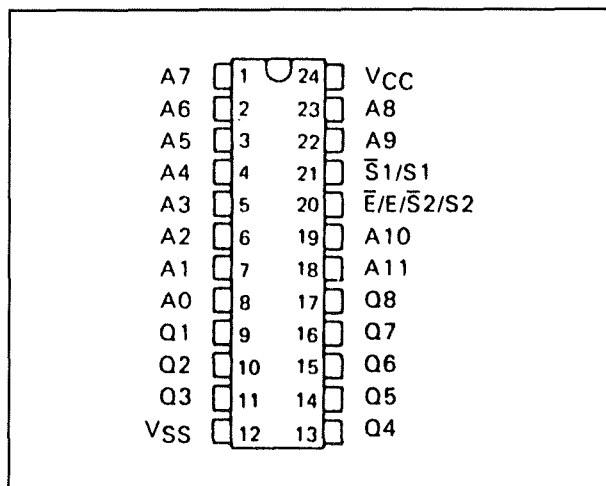 A7 1 24 VCC
A6 2 23 A8
A5 3 22 A9
A4 4 21 S̅1/S1
A3 5 20 E̅/E/S̅2/S2
A2 6 19 A10
A1 7 18 A11
A0 8 17 Q8
Q1 9 16 Q7
Q2 10 15 Q6
Q3 11 14 Q5
VSS 12 13 Q4